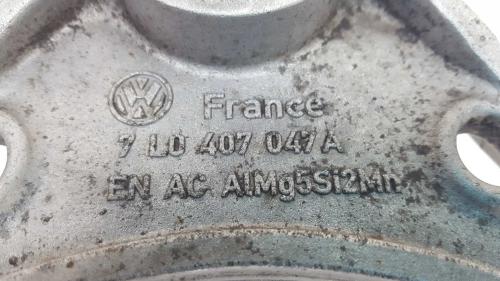 VW France
7 L0 407 047 A
EN AC AlMg5Si2Mn